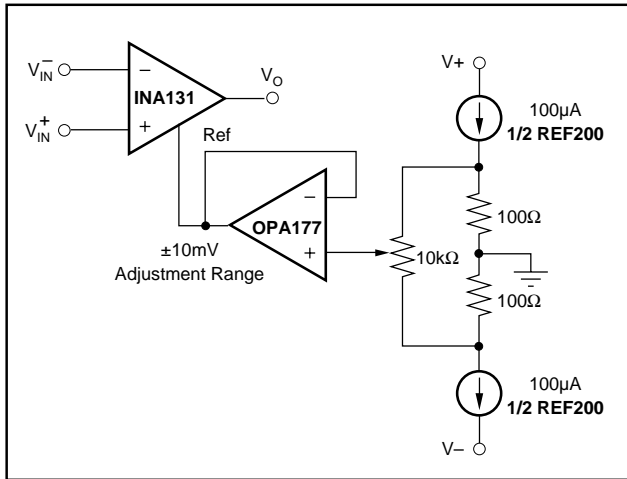 V⁻IN
INA131
VO
V⁺IN
Ref
OPA177
±10mV
Adjustment Range
10kΩ
V+
100µA
1/2 REF200
100Ω
100Ω
100µA
1/2 REF200
V–